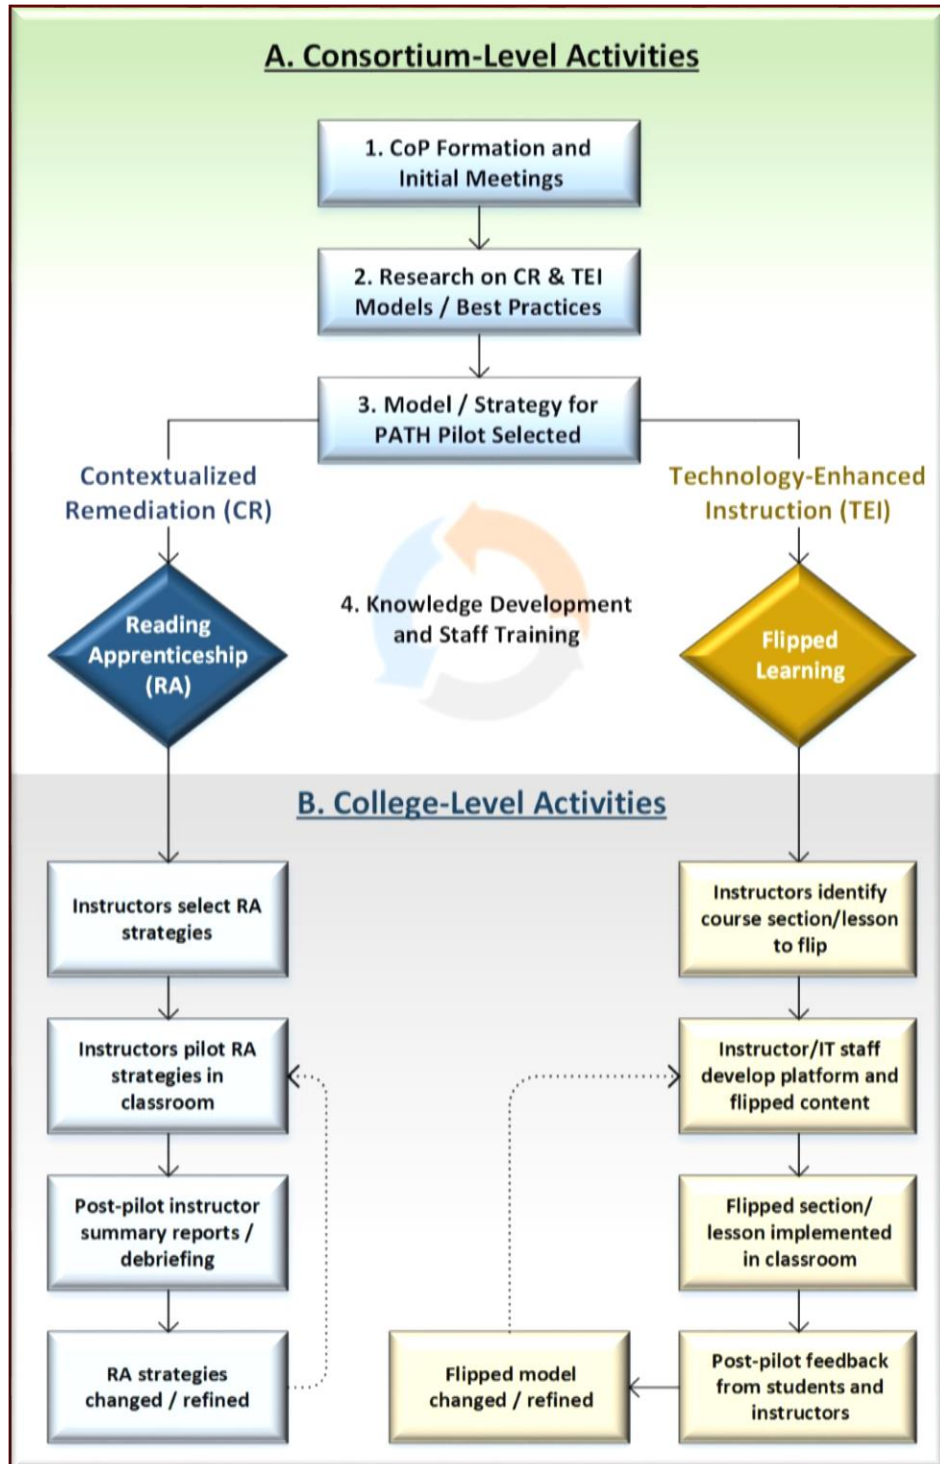 A. Consortium-Level Activities
1. CoP Formation and
Initial Meetings
2. Research on CR & TEI
Models / Best Practices
3. Model / Strategy for
PATH Pilot Selected
Contextualized
Remediation (CR)
Technology-Enhanced
Instruction (TEI)
Reading
Apprenticeship
(RA)
4. Knowledge Development
and Staff Training
Flipped
Learning
B. College-Level Activities
Instructors select RA
strategies
Instructors pilot RA
strategies in
classroom
Post-pilot instructor
summary reports /
debriefing
RA strategies
changed / refined
Instructors identify
course section/lesson
to flip
Instructor/IT staff
develop platform and
flipped content
Flipped section/
lesson implemented
in classroom
Post-pilot feedback
from students and
instructors
Flipped model
changed / refined